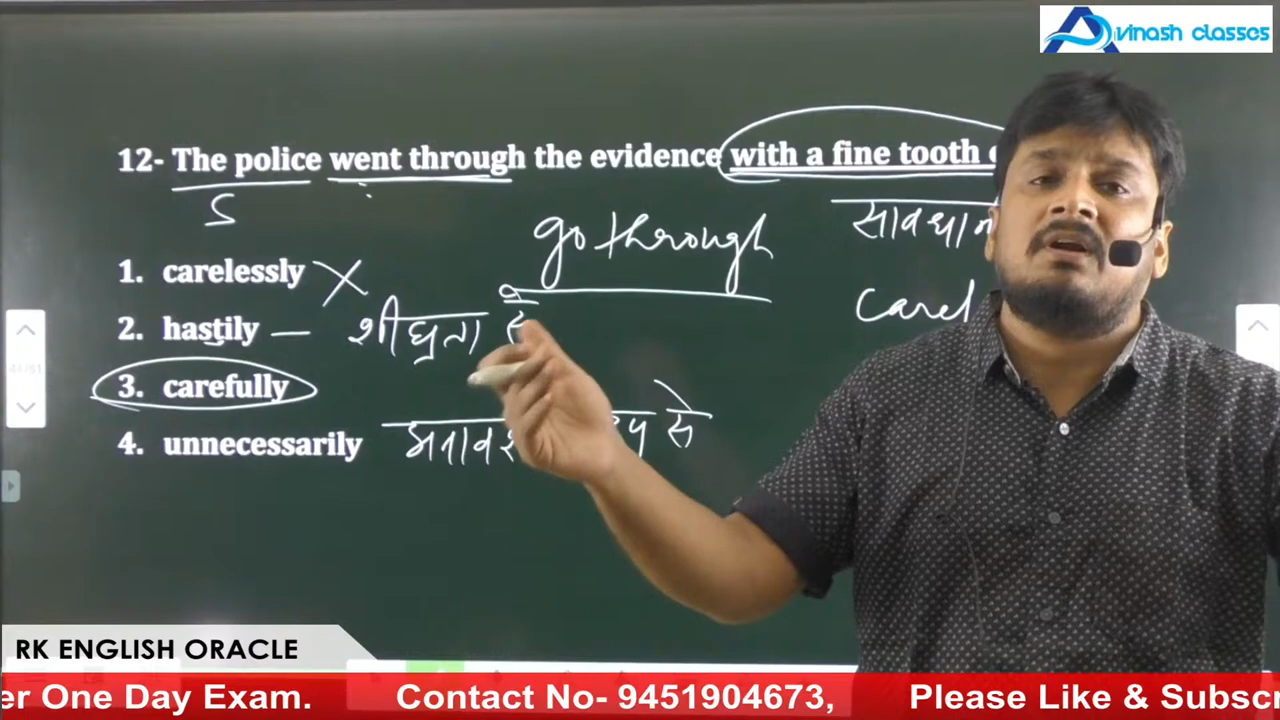 Avinash classes
12- The police went through the evidence with a fine tooth
S
go through
सावधान
1. carelessly
2. hastily — शीघ्रता से
3. carefully
4. unnecessarily
RK ENGLISH ORACLE
er One Day Exam. Contact No- 9451904673, Please Like & Subscr